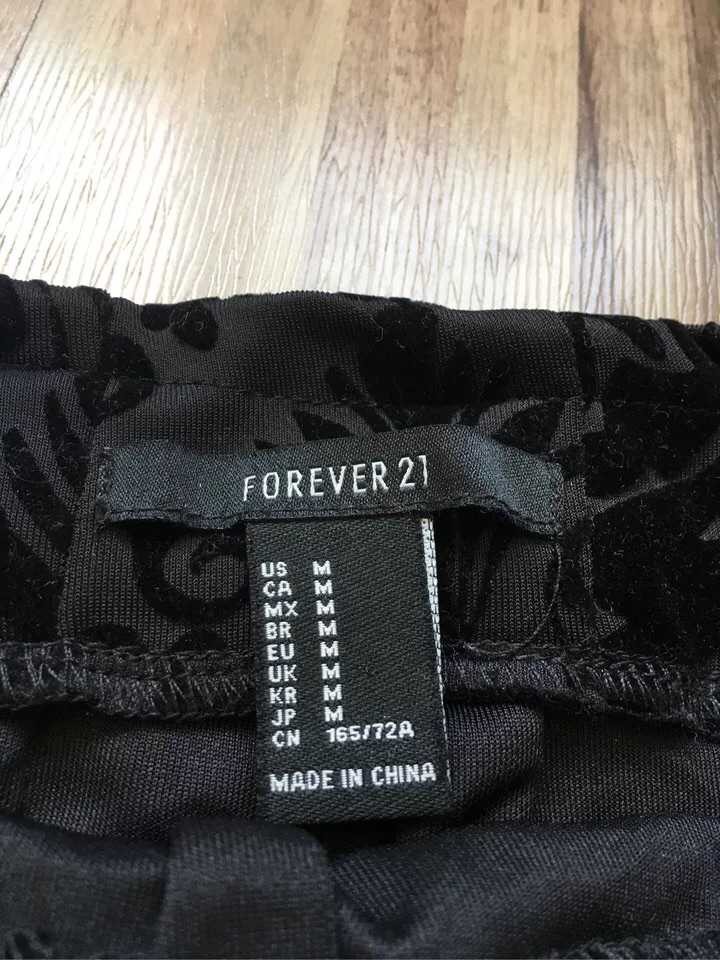 FOREVER 21
US M
CA M
MX M
BR M
EU M
UK M
KR M
JP M
CN 165/72A
MADE IN CHINA